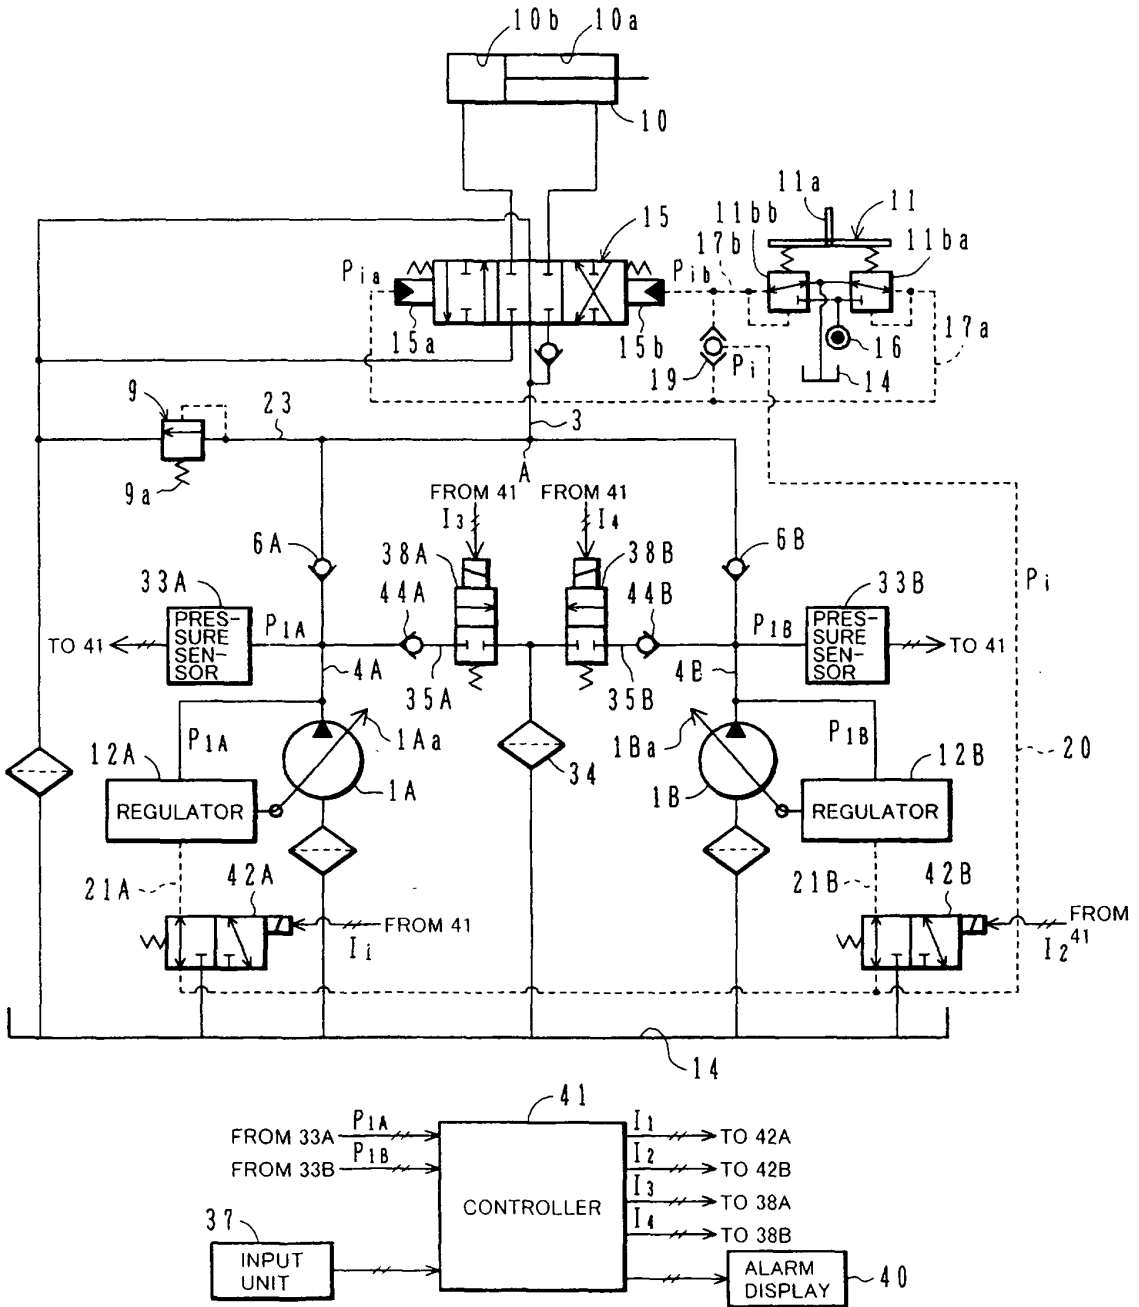 10b 10a
10
11a
11bb 11
11ba
15
17b
Pia
Pib
15a
15b
Pi
19
16
14
17a
9
23
3
9a
A
FROM 41 FROM 41
I3 I4
6A 38A 38B 6B
33A 44A 44B 33B
Pi
PRES-
SURE
SEN-
SOR
P1A
P1B
PRES-
SURE
SEN-
SOR
TO 41
TO 41
4A 35A 35B 4B
P1A 1Aa 1Ba P1B
12A 34 12B 20
REGULATOR 1A 1B REGULATOR
21A 42A 21B 42B
FROM 41
Ii
FROM
41
I2
14
41
FROM 33A P1A I1 TO 42A
FROM 33B P1B I2 TO 42B
CONTROLLER
I3 TO 38A
I4 TO 38B
37
INPUT
UNIT
ALARM
DISPLAY
40